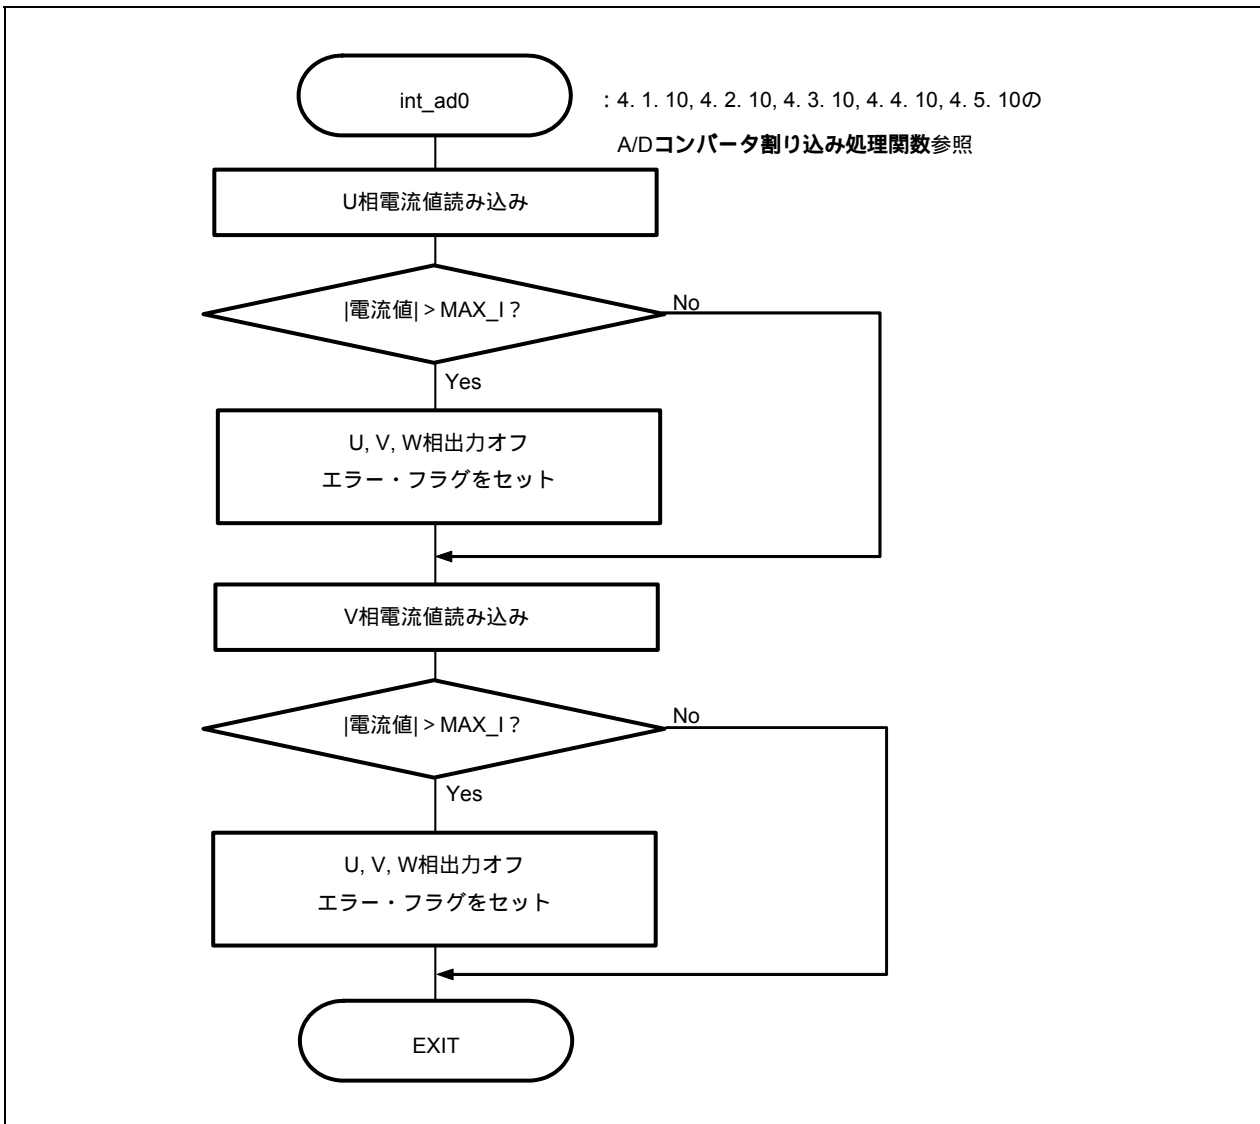 int_ad0
：4. 1. 10, 4. 2. 10, 4. 3. 10, 4. 4. 10, 4. 5. 10の
A/Dコンバータ割り込み処理関数参照
U相電流値読み込み
|電流値| > MAX_I ?
No
Yes
U, V, W相出力オフ
エラー・フラグをセット
V相電流値読み込み
|電流値| > MAX_I ?
No
Yes
U, V, W相出力オフ
エラー・フラグをセット
EXIT